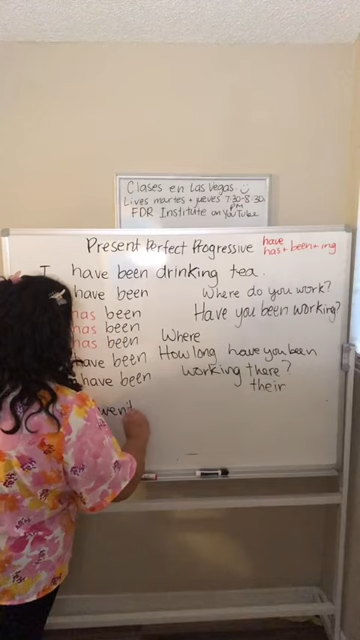 Clases en Las Vegas
Lives martes + jueves 7:30-8:30 pm
FDR Institute on YouTube
Present Perfect Progressive
have
has + been + ing
I have been drinking tea.
have been
has been
has been
has been
have been
have been
went
Where do you work?
Have you been working?
Where
How long have you been
working there?
their